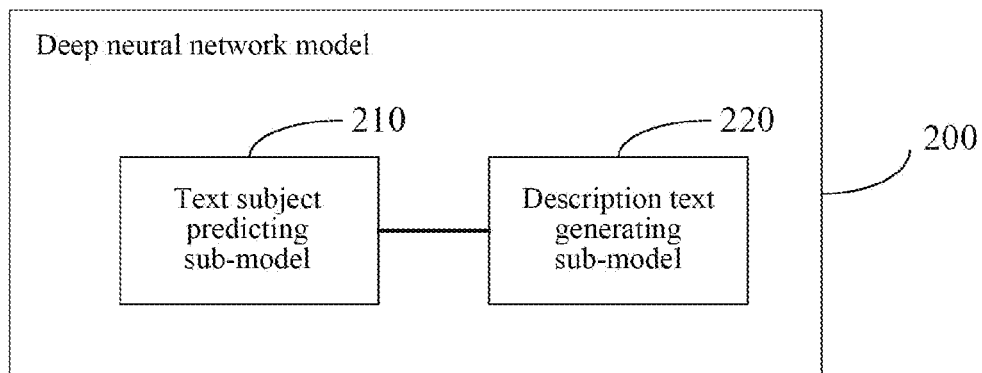 Deep neural network model
210
220
200
Text subject
predicting
sub-model
Description text
generating
sub-model